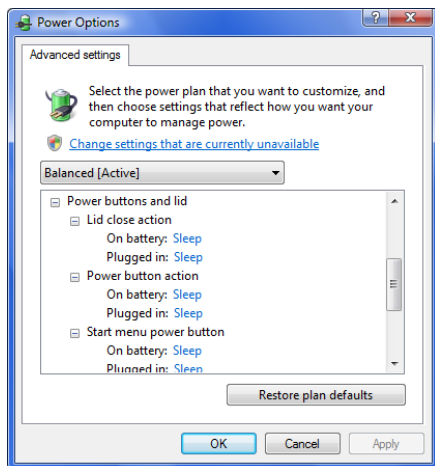 Power Options
Advanced settings
Select the power plan that you want to customize, and
then choose settings that reflect how you want your
computer to manage power.
Change settings that are currently unavailable
Balanced [Active]
Power buttons and lid
Lid close action
On battery: Sleep
Plugged in: Sleep
Power button action
On battery: Sleep
Plugged in: Sleep
Start menu power button
On battery: Sleep
Plugged in: Sleep
Restore plan defaults
OK
Cancel
Apply